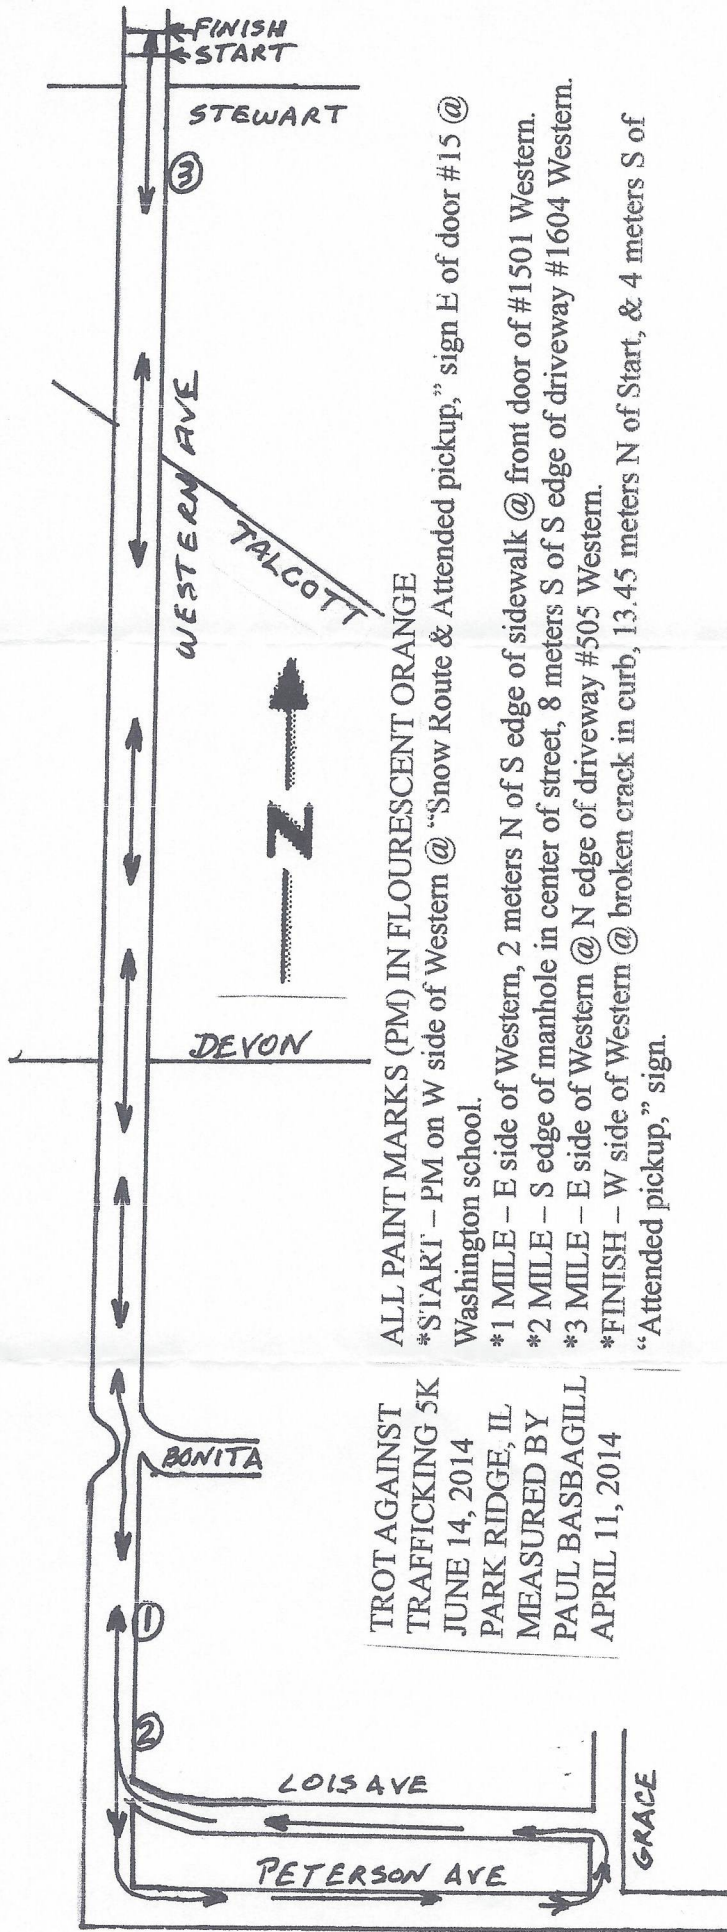 FINISH
START
STEWART
③
WESTERN AVE
TALCOTT
N
DEVON
BONITA
①
②
LOIS AVE
PETERSON AVE
GRACE
TROT AGAINST
TRAFFICKING 5K
JUNE 14, 2014
PARK RIDGE, IL
MEASURED BY
PAUL BASBAGILL
APRIL 11, 2014
ALL PAINT MARKS (PM) IN FLOURESCENT ORANGE
*START – PM on W side of Western @ “Snow Route & Attended pickup,” sign E of door #15 @
Washington school.
*1 MILE – E side of Western, 2 meters N of S edge of sidewalk @ front door of #1501 Western.
*2 MILE – S edge of manhole in center of street, 8 meters S of S edge of driveway #1604 Western.
*3 MILE – E side of Western @ N edge of driveway #505 Western.
*FINISH – W side of Western @ broken crack in curb, 13.45 meters N of Start, & 4 meters S of
“Attended pickup,” sign.